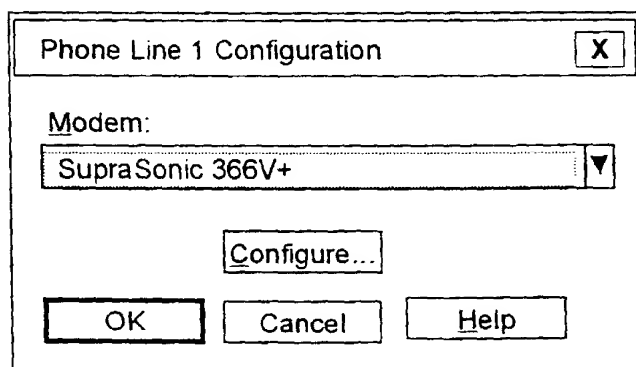 Phone Line 1 Configuration X
Modem:
SupraSonic 366V+
Configure...
OK Cancel Help